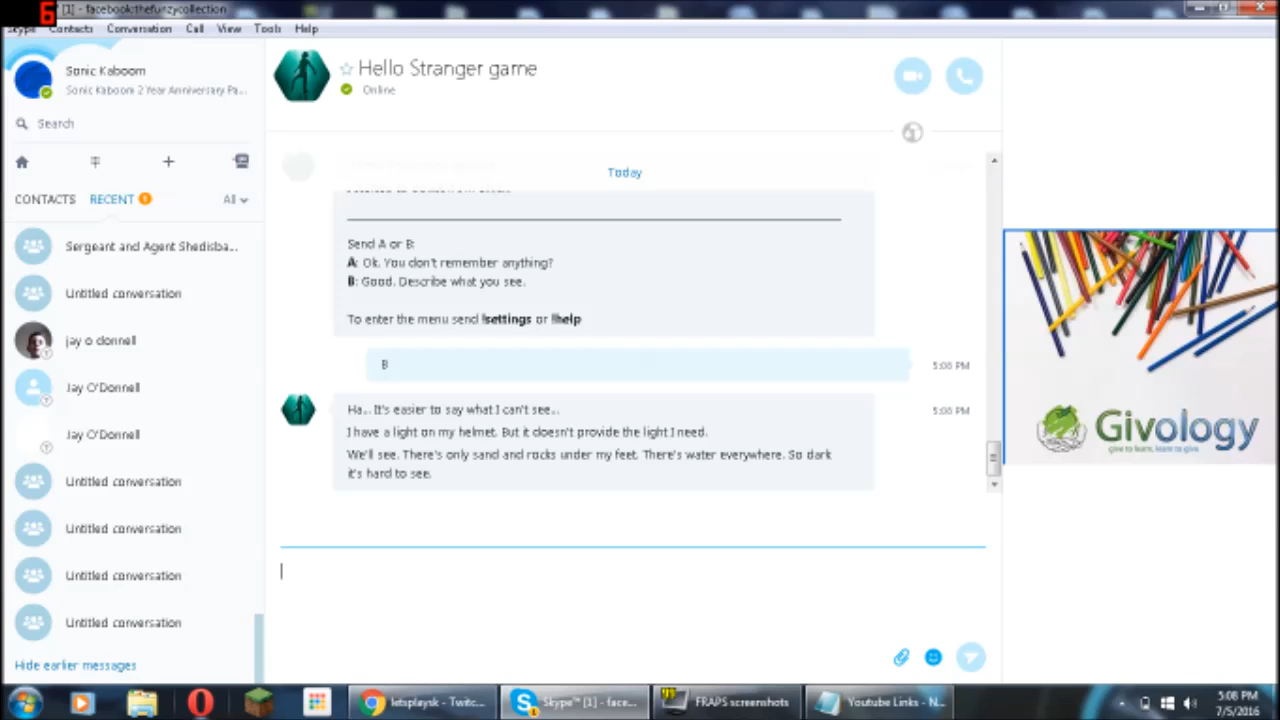 6
[1] - facebook:thefunzycollection
Skype Contacts Conversation Call View Tools Help
Sonic Kaboom
Sonic Kaboom 2 Year Anniversary Pa...
Search
CONTACTS RECENT All
Sergeant and Agent Shedisba...
Untitled conversation
jay o donnell
Jay O'Donnell
Jay O'Donnell
Untitled conversation
Untitled conversation
Untitled conversation
Untitled conversation
Hide earlier messages
Hello Stranger game
Online
Today
Send A or B:
A: Ok. You don't remember anything?
B: Good. Describe what you see.
To enter the menu send !settings or !help
B
5:08 PM
Ha... It's easier to say what I can't see...
5:08 PM
I have a light on my helmet. But it doesn't provide the light I need.
We'll see. There's only sand and rocks under my feet. There's water everywhere. So dark
it's hard to see.
Givology
give to learn, learn to give
letsplaysk - Twitc...
Skype™ [1] - face...
FRAPS screenshots
Youtube Links - N...
5:08 PM
7/5/2016